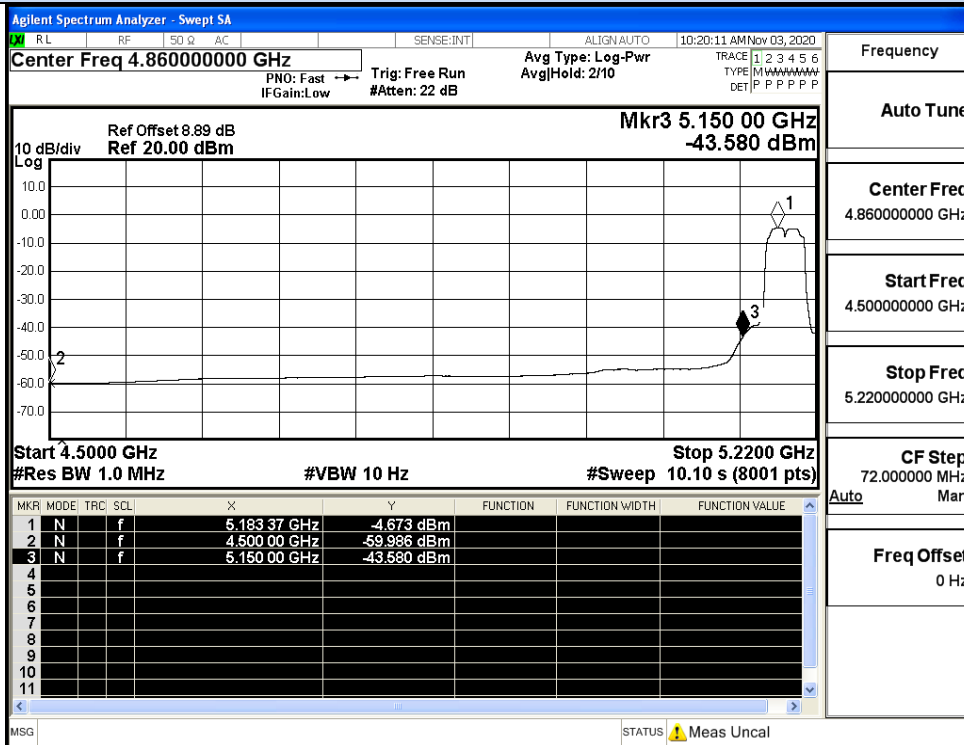 Agilent Spectrum Analyzer - Swept SA
LXI RL RF 50 Ω AC SENSE:INT ALIGN AUTO 10:20:11 AM Nov 03, 2020
Center Freq 4.860000000 GHz
PNO: Fast
IFGain:Low
Trig: Free Run
#Atten: 22 dB
Avg Type: Log-Pwr
Avg|Hold: 2/10
TRACE 1 2 3 4 5 6
TYPE M WWWWW
DET P P P P P P
Mkr3 5.150 00 GHz
-43.580 dBm
Ref Offset 8.89 dB
10 dB/div Ref 20.00 dBm
Log
10.0
0.00
-10.0
-20.0
-30.0
-40.0
-50.0
-60.0
-70.0
1
2
3
Start 4.5000 GHz Stop 5.2200 GHz
#Res BW 1.0 MHz #VBW 10 Hz #Sweep 10.10 s (8001 pts)
MKR MODE TRC SCL X Y FUNCTION FUNCTION WIDTH FUNCTION VALUE
1 N f 5.183 37 GHz -4.673 dBm
2 N f 4.500 00 GHz -59.986 dBm
3 N f 5.150 00 GHz -43.580 dBm
4
5
6
7
8
9
10
11
MSG STATUS Meas Uncal
Frequency
Auto Tune
Center Freq
4.860000000 GHz
Start Freq
4.500000000 GHz
Stop Freq
5.220000000 GHz
CF Step
72.000000 MHz
Auto Man
Freq Offset
0 Hz